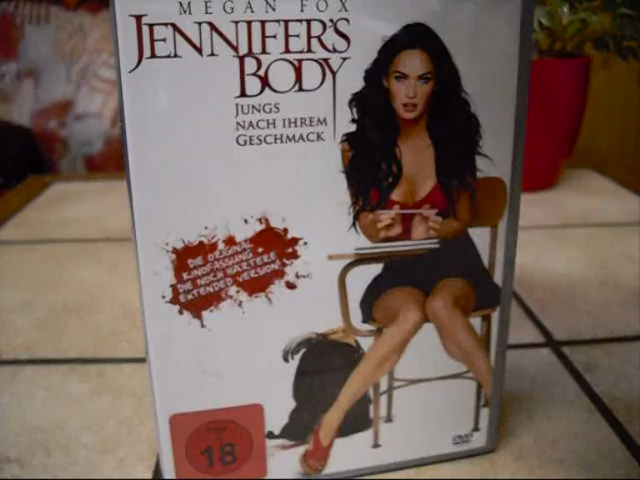 MEGAN FOX
JENNIFER'S
BODY
JUNGS
NACH IHREM
GESCHMACK
DIE ORIGINAL
KINOFASSUNG +
DIE NOCH HÄRTERE
EXTENDED VERSION!
18
DVD